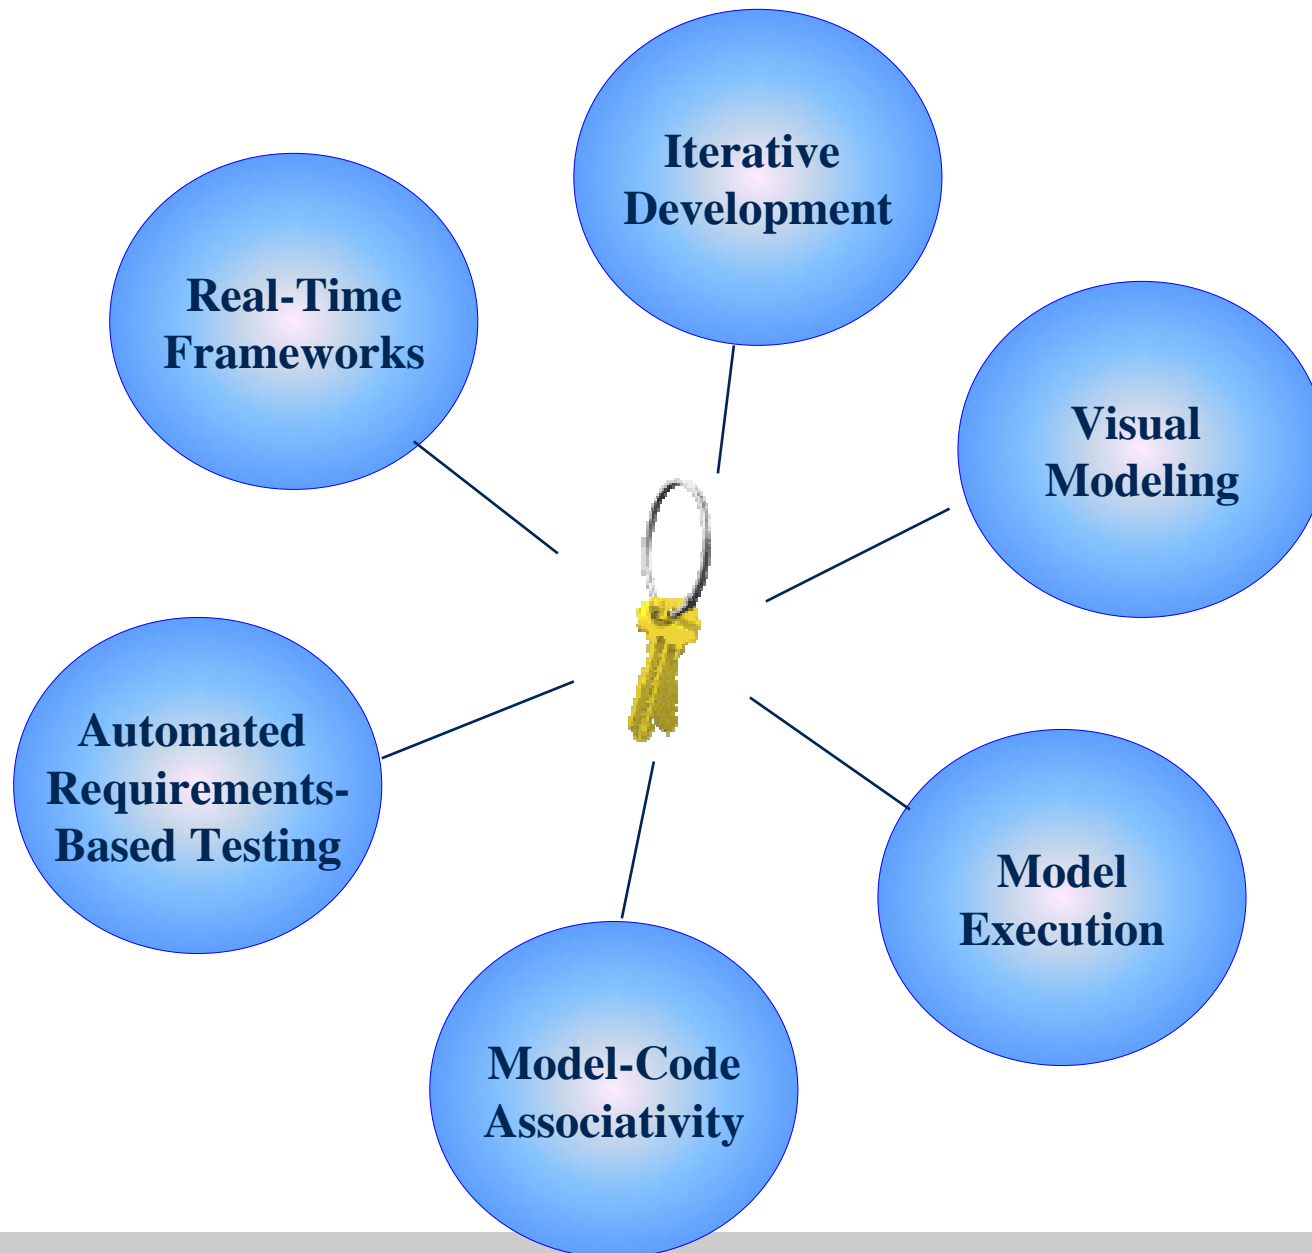 Iterative
Development
Real-Time
Frameworks
Visual
Modeling
Automated
Requirements-
Based Testing
Model
Execution
Model-Code
Associativity